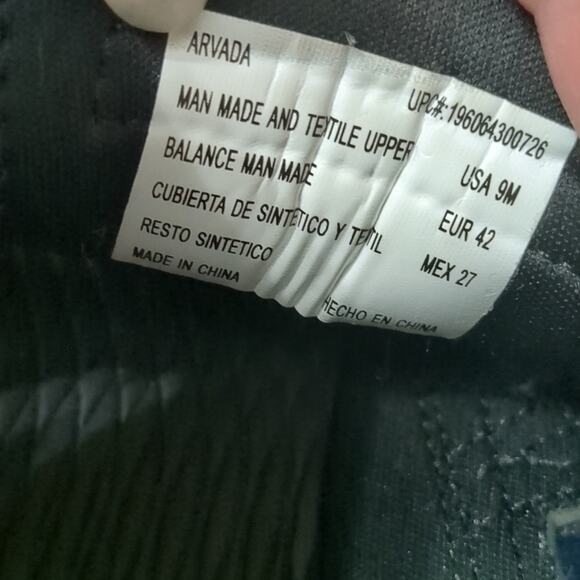 ARVADA
UPC#:196064300726
MAN MADE AND TEXTILE UPPER
USA 9M
BALANCE MAN MADE
EUR 42
CUBIERTA DE SINTETICO Y TEXTIL
MEX 27
RESTO SINTETICO
MADE IN CHINA
HECHO EN CHINA